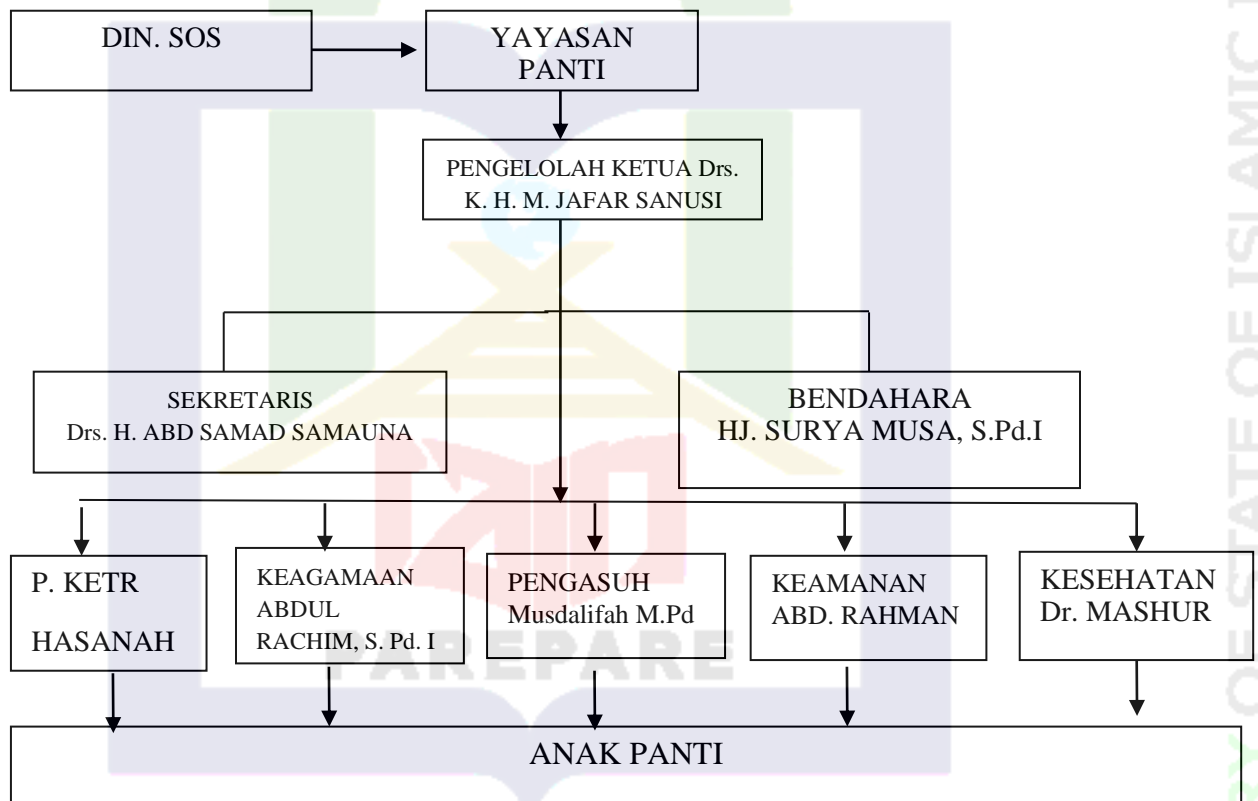 DIN. SOS
YAYASAN
PANTI
PENGELOLAH KETUA Drs.
K. H. M. JAFAR SANUSI
SEKRETARIS
Drs. H. ABD SAMAD SAMAUNA
BENDAHARA
HJ. SURYA MUSA, S.Pd.I
P. KETR
HASANAH
KEAGAMAAN
ABDUL
RACHIM, S. Pd. I
PENGASUH
Musdalifah M.Pd
KEAMANAN
ABD. RAHMAN
KESEHATAN
Dr. MASHUR
PAREPARE
ANAK PANTI
OF STATE OF ISLAMIC